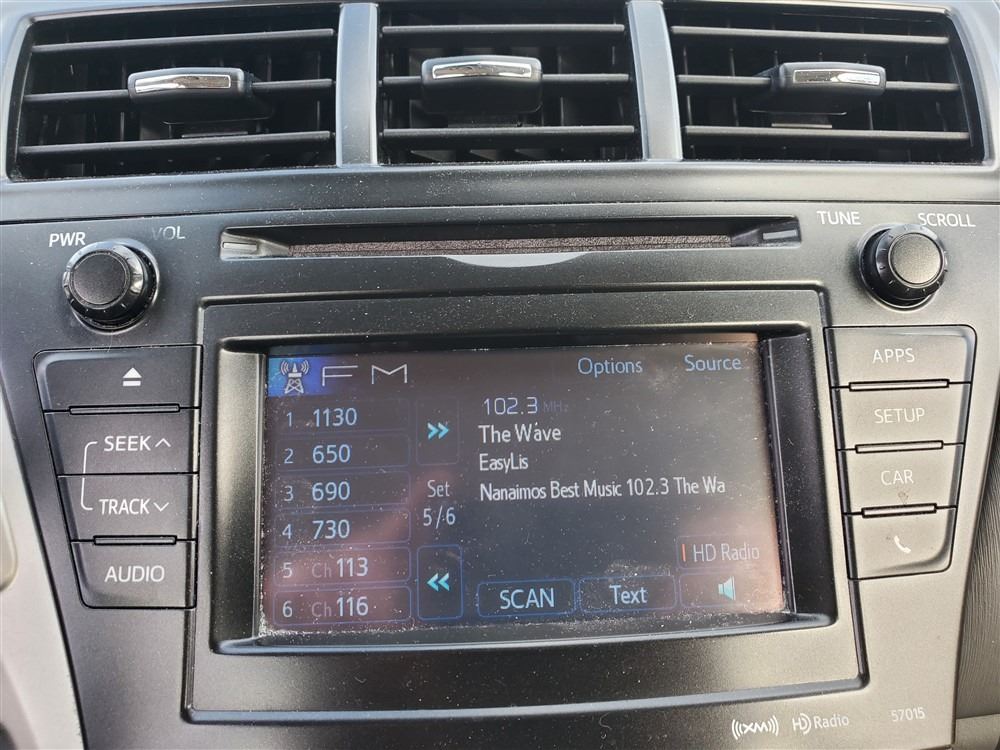 PWR VOL
TUNE SCROLL
FM
Options Source
1 1130
2 650
3 690
4 730
5 Ch 113
6 Ch 116
Set
5/6
102.3 MHz
The Wave
EasyLis
Nanaimos Best Music 102.3 The Wa
HD Radio
SCAN Text
SEEK
TRACK
AUDIO
APPS
SETUP
CAR
((XM)) HD Radio 57015